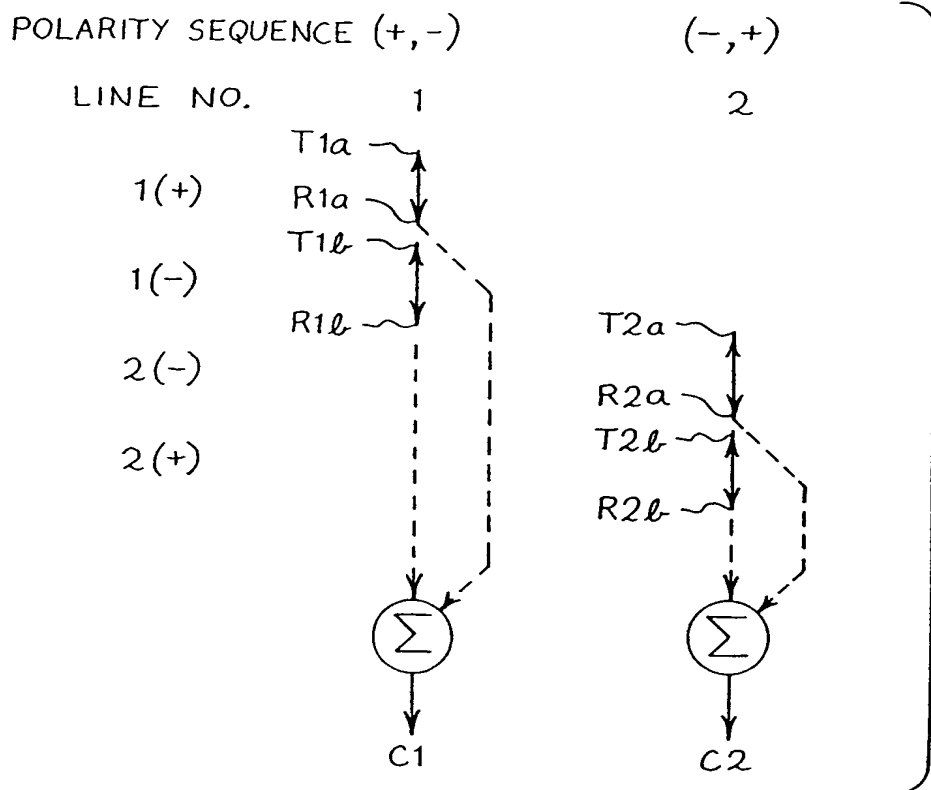 POLARITY SEQUENCE (+,-) (-,+)
LINE NO. 1 2
T1a
1(+) R1a
T1b
1(-)
R1b T2a
2(-)
R2a
T2b
2(+)
R2b
Σ Σ
C1 C2